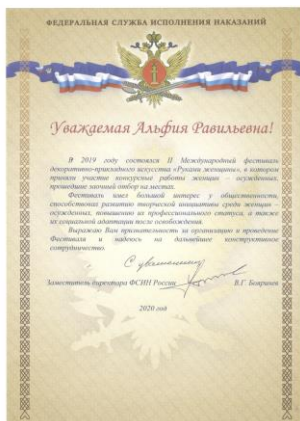 ФЕДЕРАЛЬНАЯ СЛУЖБА ИСПОЛНЕНИЯ НАКАЗАНИЙ
Уважаемая Альфия Равильевна!
В 2019 году состоялся II Международный фестиваль
декоративно-прикладного искусства «Руками женщины», в котором
приняли участие конкурсные работы женщин – осужденных,
прошедшие заочный отбор на местах.
Фестиваль имел большой интерес у общественности,
способствовал развитию творческой инициативы среди женщин –
осужденных, повышению их профессионального статуса, а также
их социальной адаптации после освобождения.
Выражаю Вам признательность за организацию и проведение
Фестиваля и надеюсь на дальнейшее конструктивное
сотрудничество.
С уважением,
Заместитель директора ФСИН России В.Г. Бояринев
2020 год